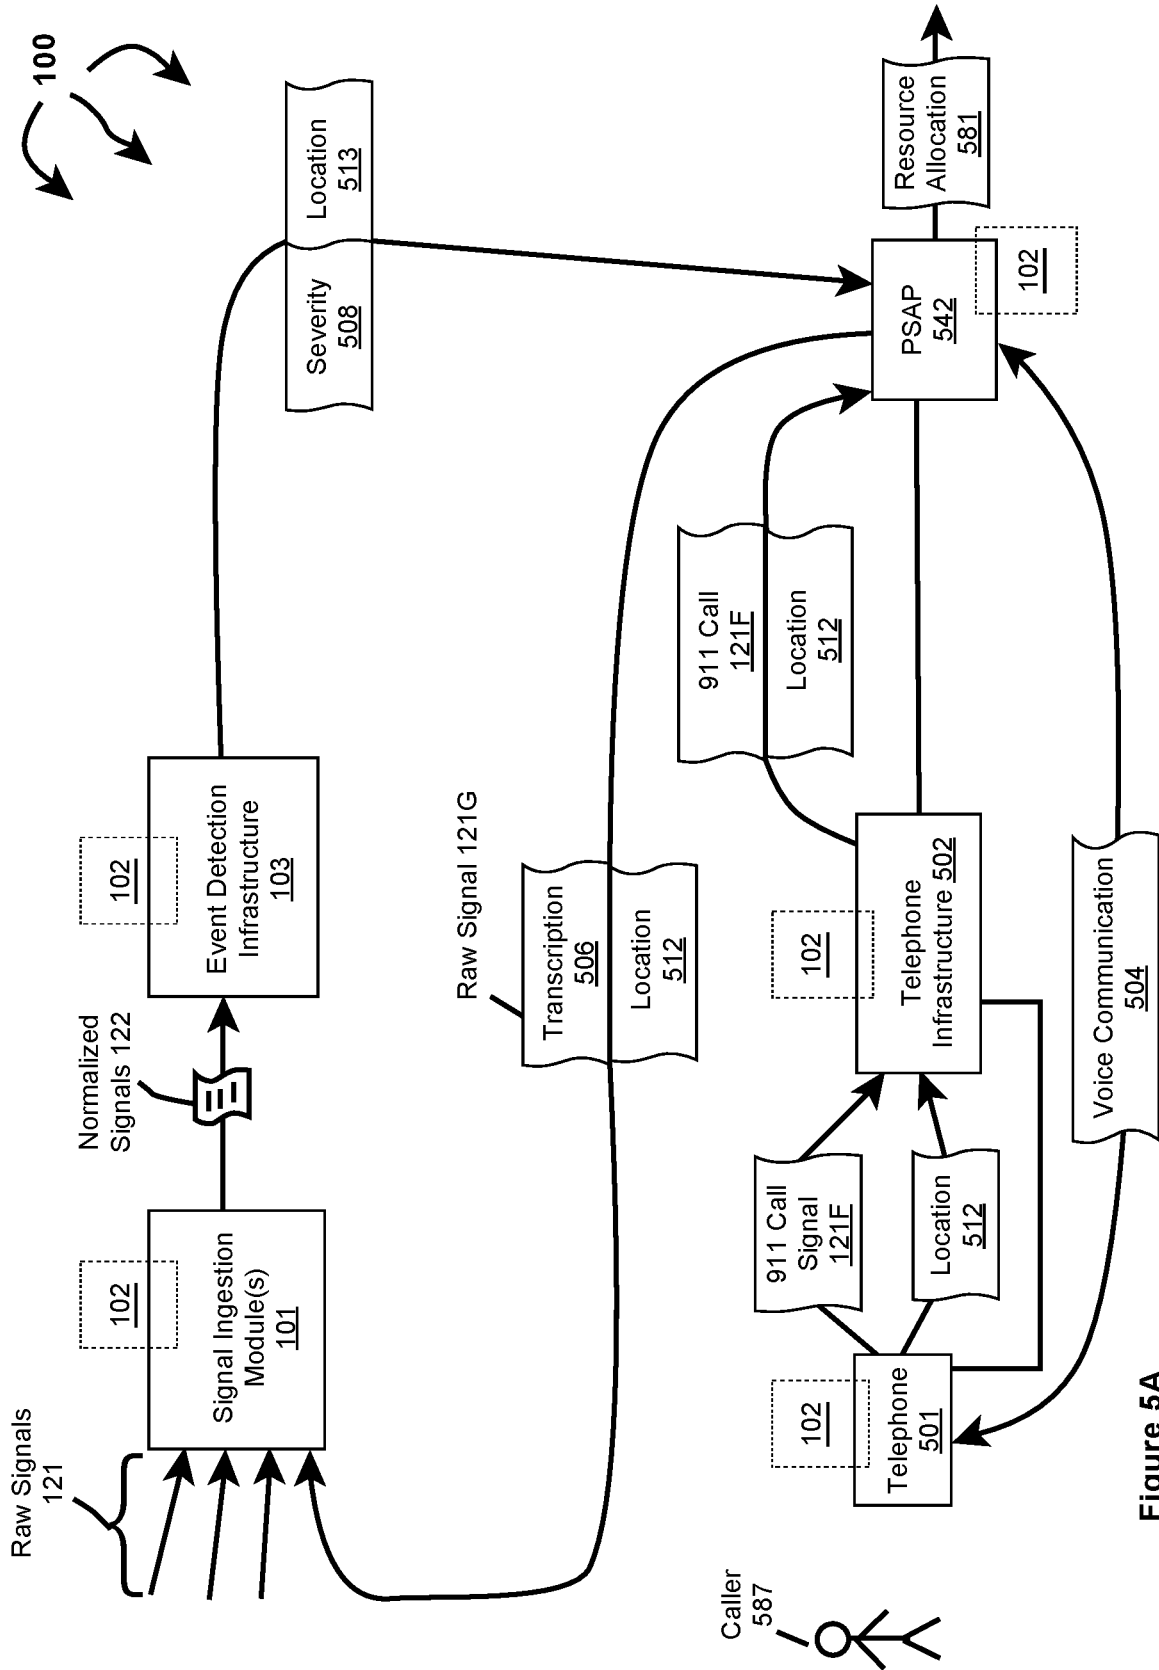 100
Raw Signals
121
102
Signal Ingestion
Module(s)
101
Normalized
Signals 122
102
Event Detection
Infrastructure
103
Severity
508
Location
513
Raw Signal 121G
Transcription
506
Location
512
Caller
587
102
Telephone
501
911 Call
Signal
121F
Location
512
102
Telephone
Infrastructure 502
911 Call
121F
Location
512
PSAP
542
102
Resource
Allocation
581
Voice Communication
504
Figure 5A